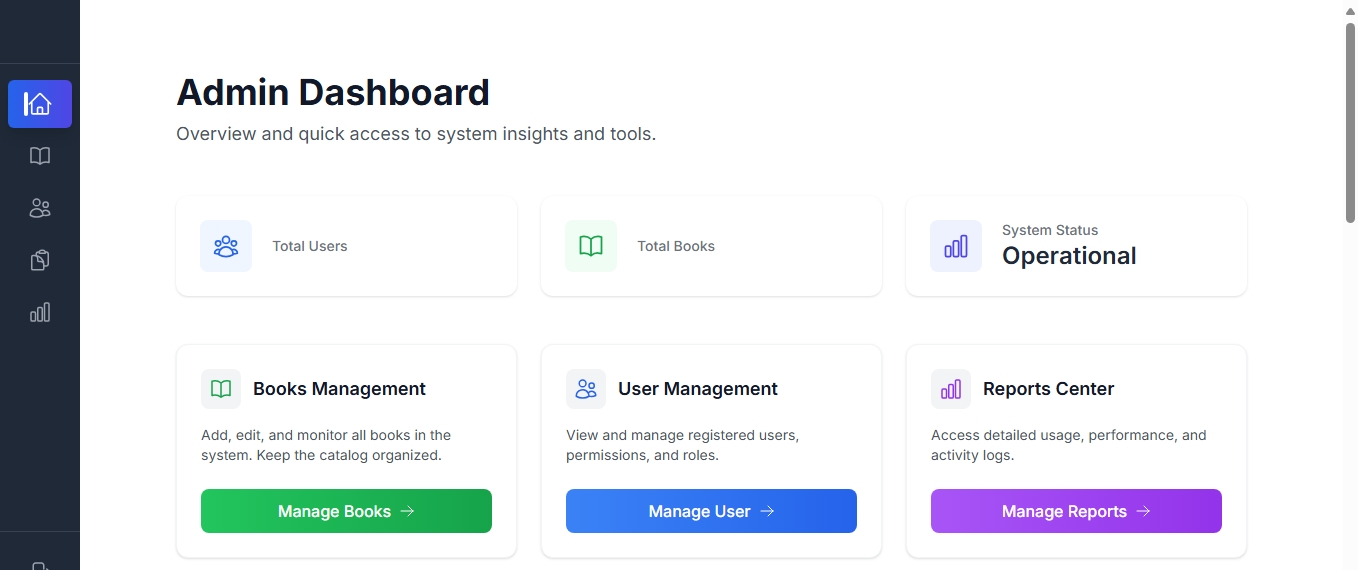 Admin Dashboard
Overview and quick access to system insights and tools.
Total Users
Total Books
System Status
Operational
Books Management
Add, edit, and monitor all books in the
system. Keep the catalog organized.
Manage Books →
User Management
View and manage registered users,
permissions, and roles.
Manage User →
Reports Center
Access detailed usage, performance, and
activity logs.
Manage Reports →